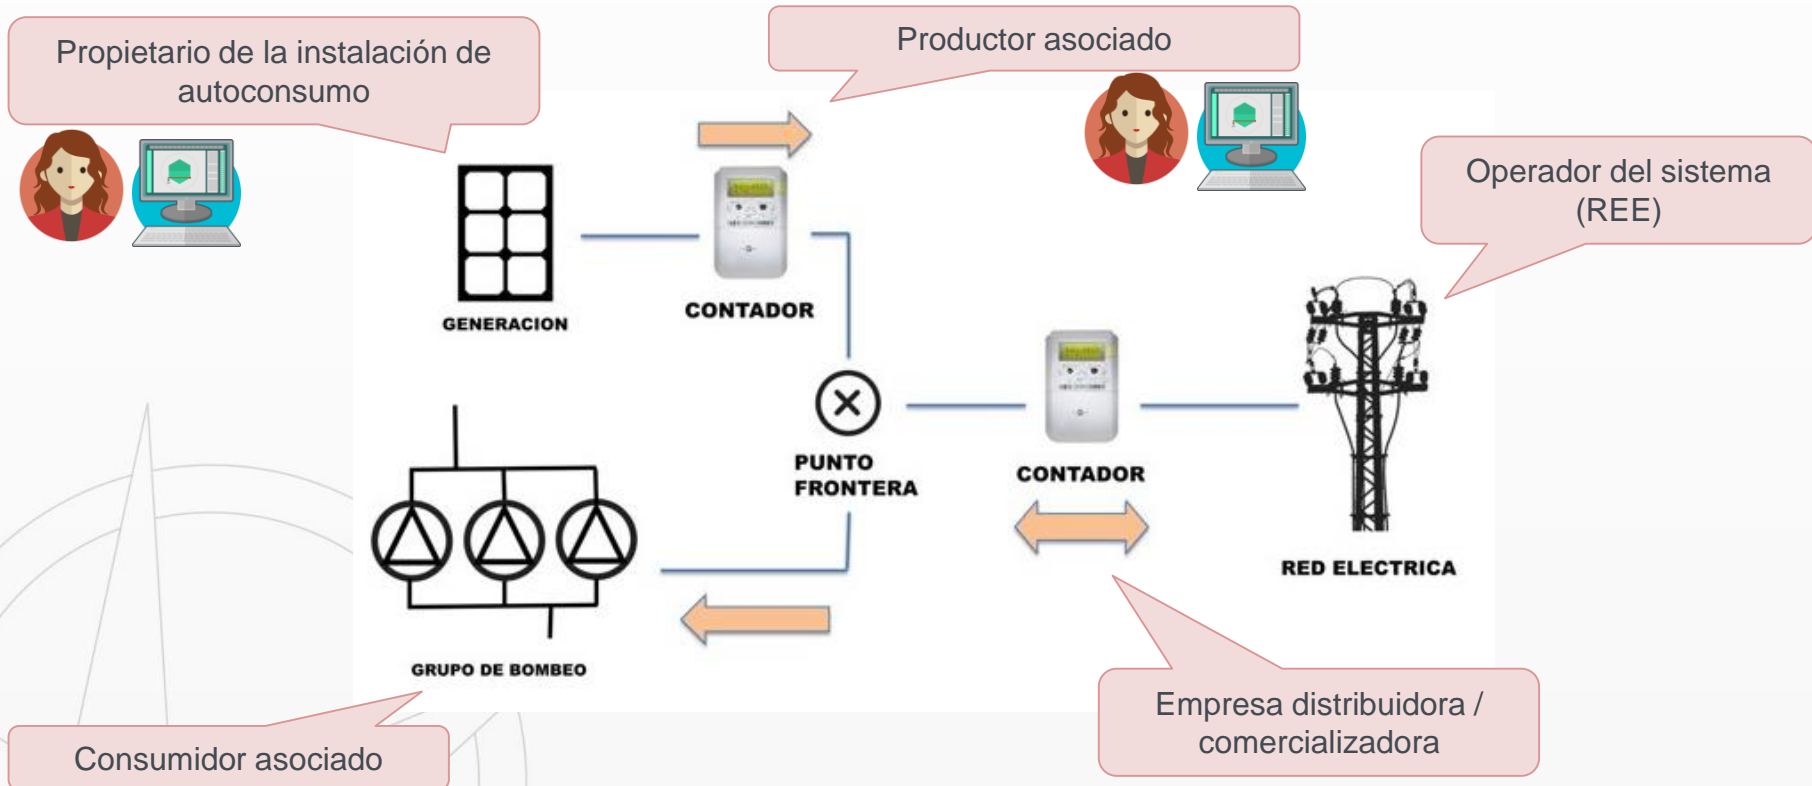 Propietario de la instalación de
autoconsumo
Productor asociado
Operador del sistema
(REE)
GENERACION
CONTADOR
PUNTO
FRONTERA
CONTADOR
RED ELECTRICA
GRUPO DE BOMBEO
Consumidor asociado
Empresa distribuidora /
comercializadora